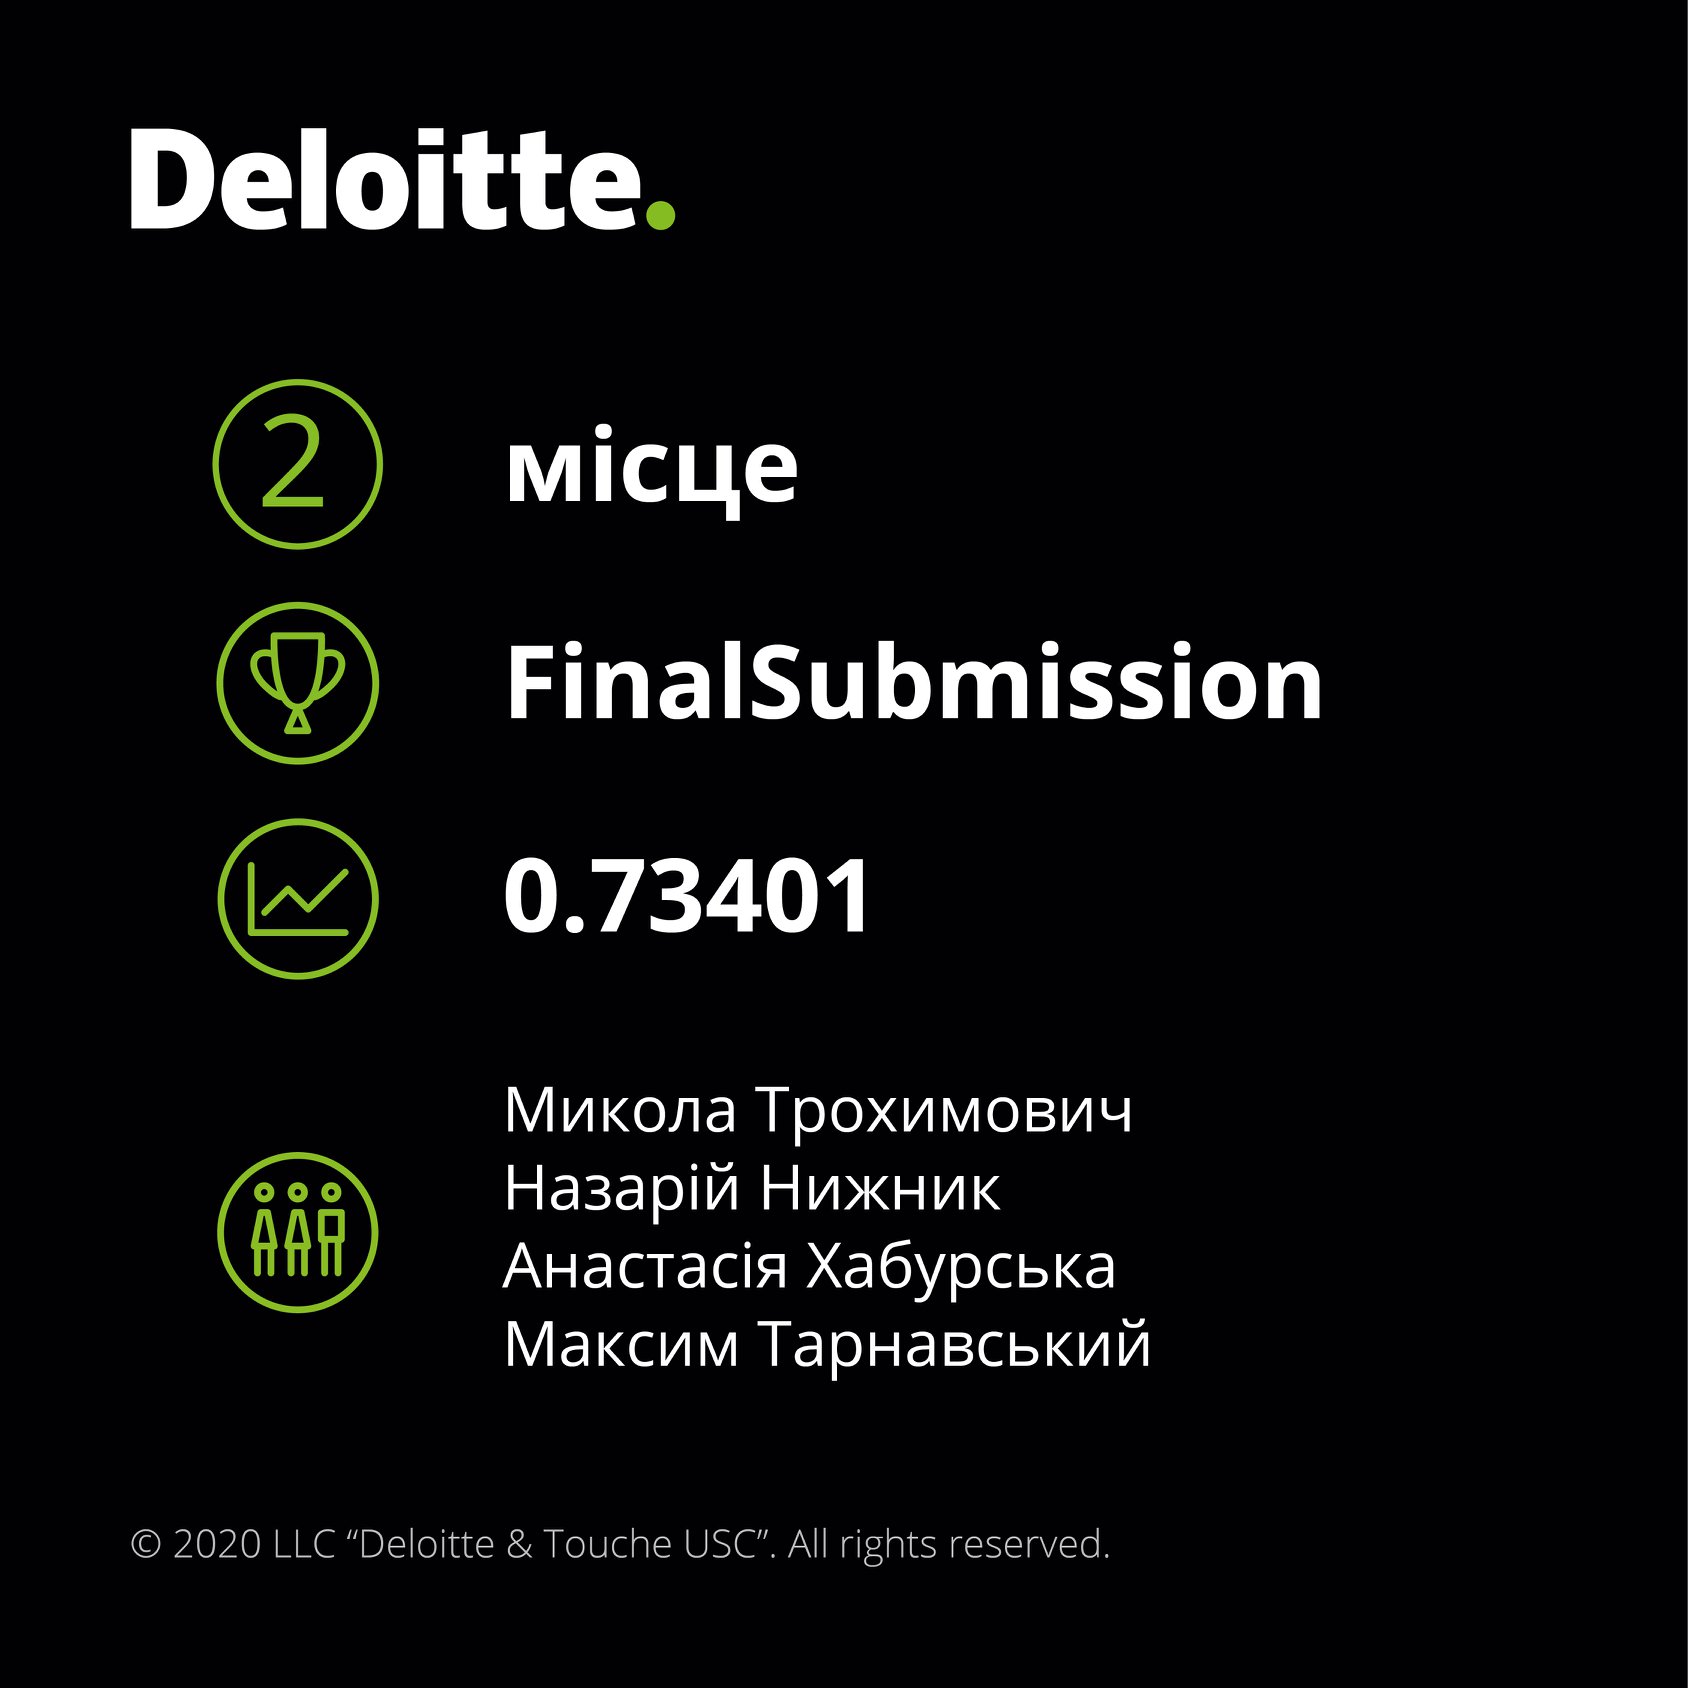 Deloitte.
2 місце
FinalSubmission
0.73401
Микола Трохимович
Назарій Нижник
Анастасія Хабурська
Максим Тарнавський
© 2020 LLC “Deloitte & Touche USC”. All rights reserved.